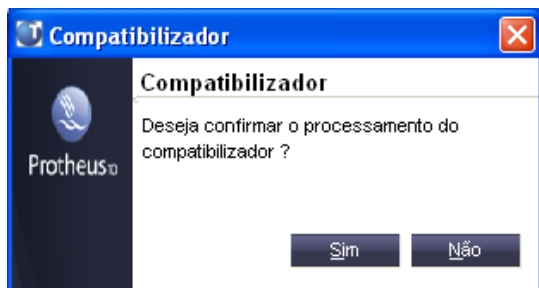 Compatibilizador
Compatibilizador
Deseja confirmar o processamento do
compatibilizador ?
Protheus10
Sim Não